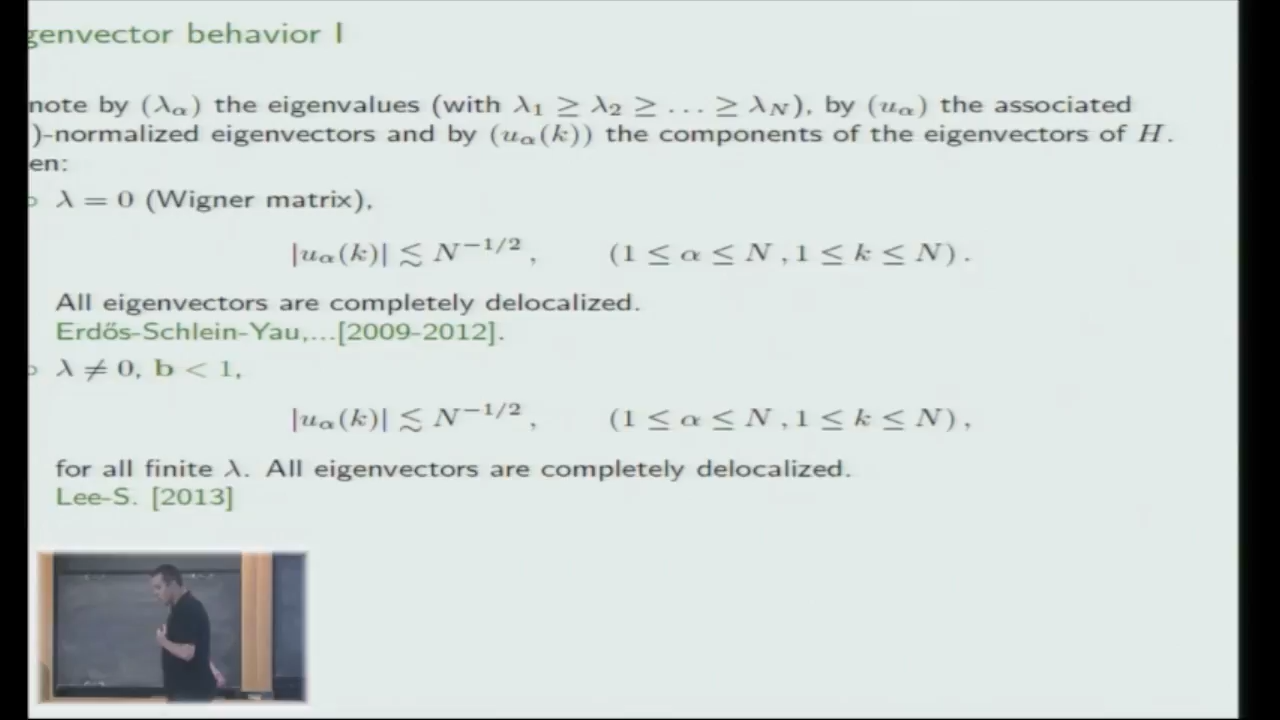 genvector behavior I
note by (λ_α) the eigenvalues (with λ_1 ≥ λ_2 ≥ ... ≥ λ_N), by (u_α) the associated
)-normalized eigenvectors and by (u_α(k)) the components of the eigenvectors of H.
en:
λ = 0 (Wigner matrix),
|u_α(k)| ≲ N^{-1/2}, (1 ≤ α ≤ N, 1 ≤ k ≤ N).
All eigenvectors are completely delocalized.
Erdős-Schlein-Yau,...[2009-2012].
λ ≠ 0, b < 1,
|u_α(k)| ≲ N^{-1/2}, (1 ≤ α ≤ N, 1 ≤ k ≤ N),
for all finite λ. All eigenvectors are completely delocalized.
Lee-S. [2013]